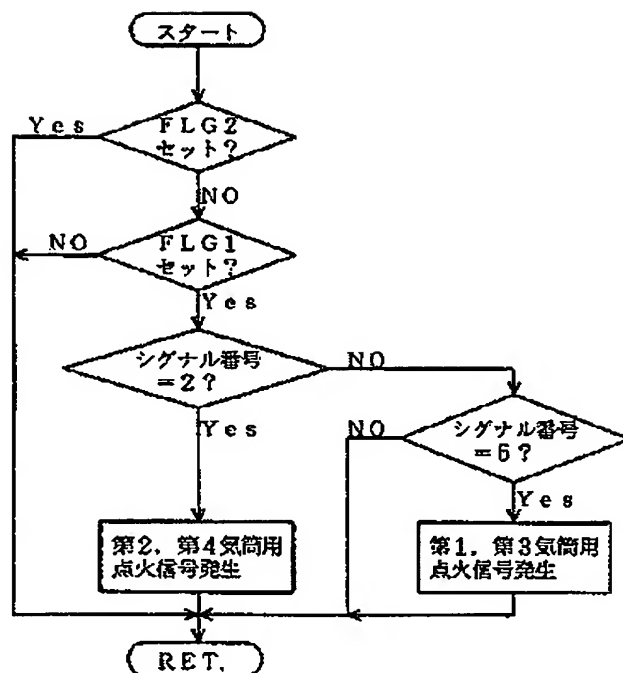 スタート
FLG2
セット?
Yes
NO
FLG1
セット?
NO
Yes
シグナル番号
=2?
NO
Yes
シグナル番号
=5?
NO
Yes
第2，第4気筒用
点火信号発生
第1，第3気筒用
点火信号発生
RET.